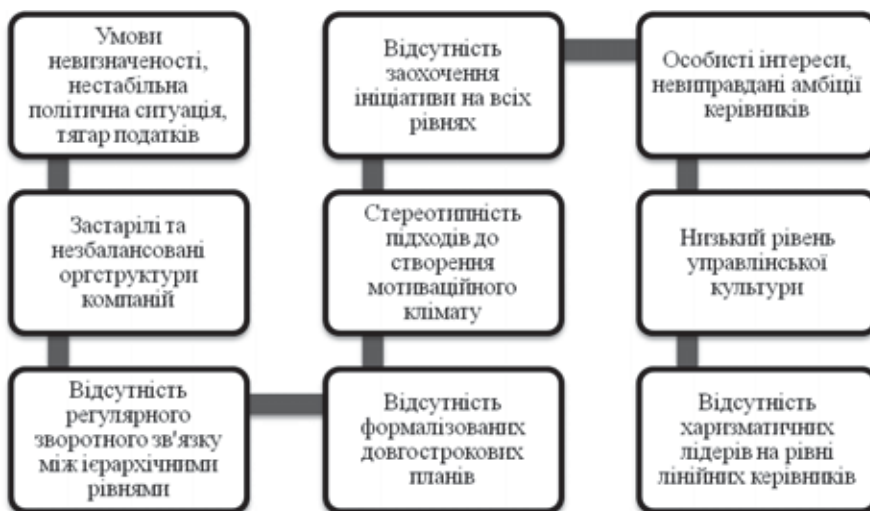 Умови
невизначеності,
нестабільна
політична ситуація,
тягар податків
Застарілі та
незбалансовані
оргструктури
компаній
Відсутність
регулярного
зворотного зв'язку
між ієрархічними
рівнями
Відсутність
формалізованих
довгострокових
планів
Стереотипність
підходів до
створення
мотиваційного
клімату
Відсутність
заохочення
ініціативи на всіх
рівнях
Особисті інтереси,
невиправдані амбіції
керівників
Низький рівень
управлінської
культури
Відсутність
харизматичних
лідерів на рівні
лінійних керівників